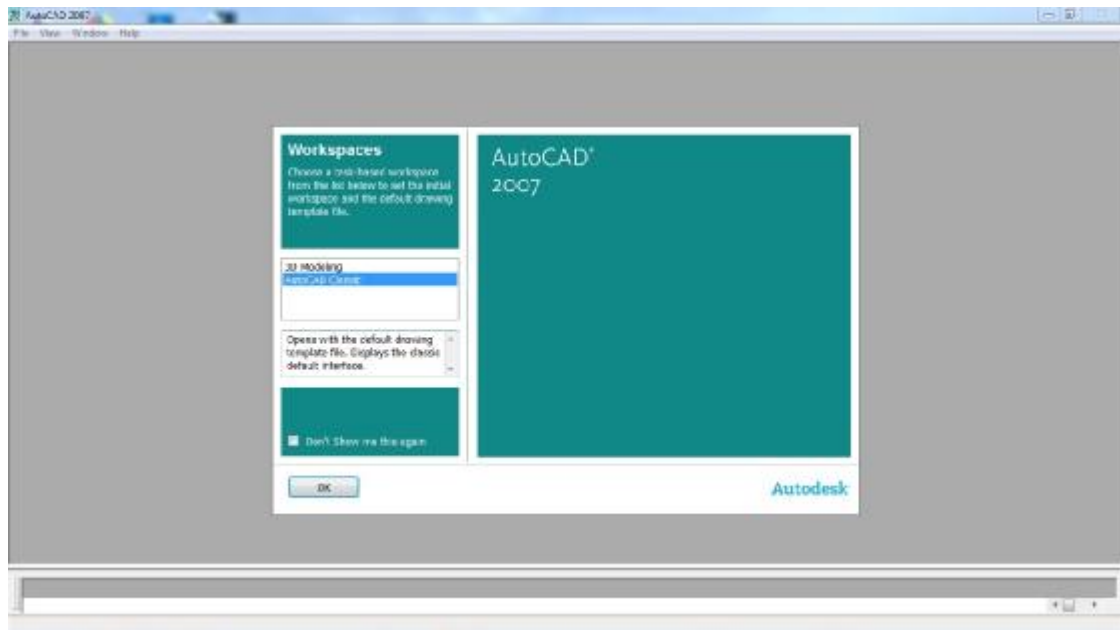 AutoCAD 2007
File View Window Help
Workspaces
Choose a task-based workspace
from the list below to set the initial
workspace and the default drawing
template file.
3D Modeling
AutoCAD Classic
Opens with the default drawing
template file. Displays the classic
default interface.
Don't Show me this again
OK
AutoCAD®
2007
Autodesk